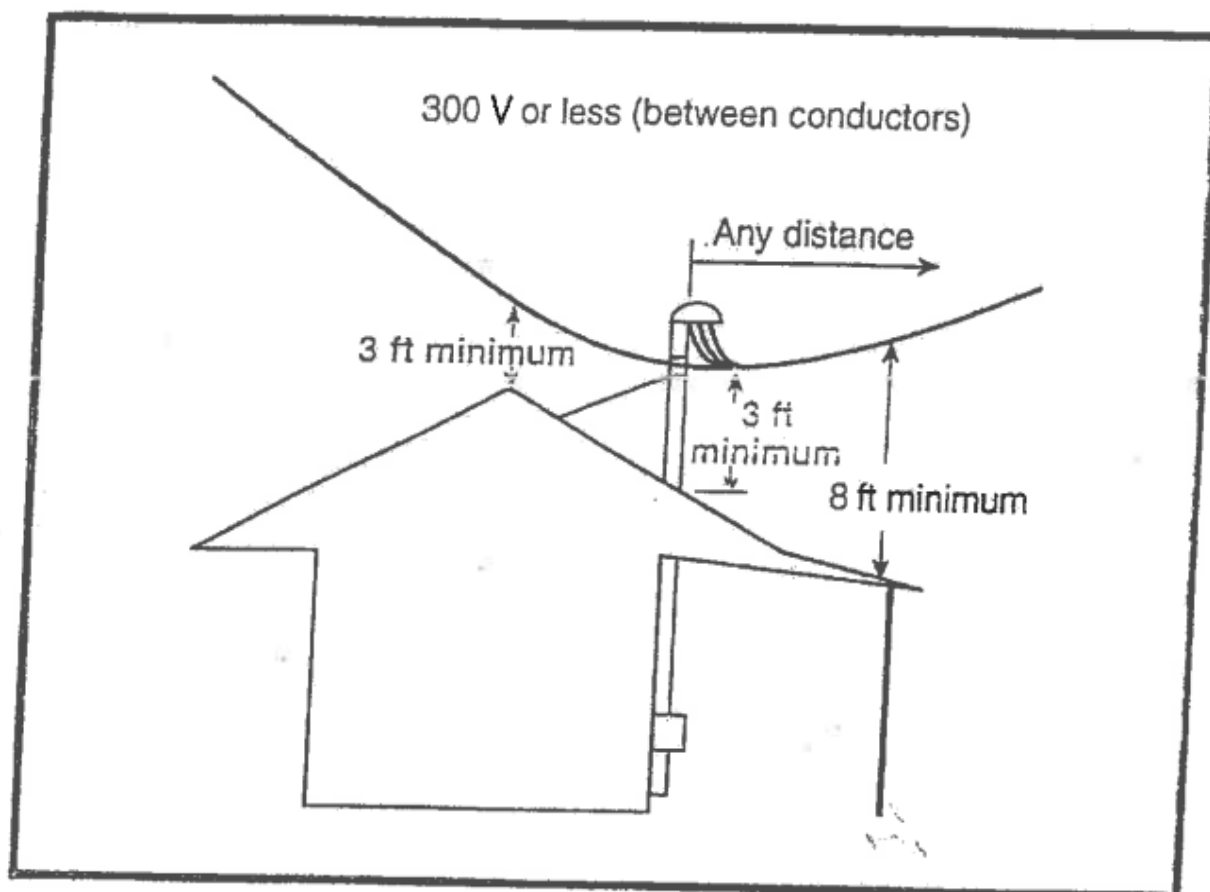 300 V or less (between conductors)
Any distance
3 ft minimum
3 ft
minimum
8 ft minimum